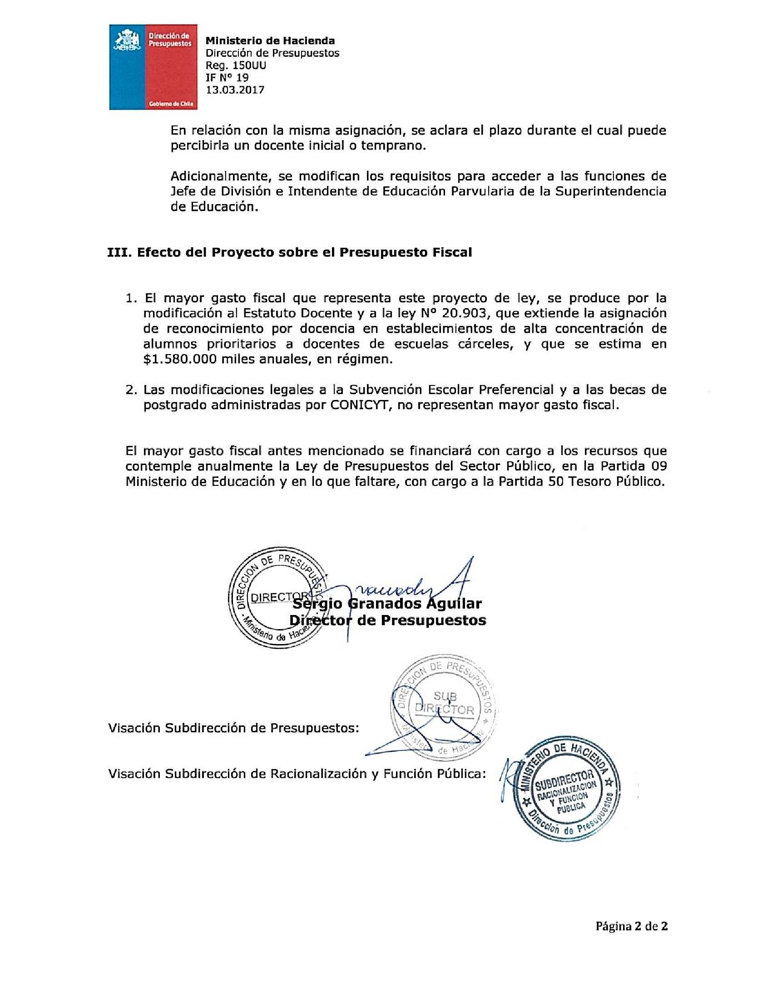 Dirección de
Presupuestos
Gobierno de Chile
Ministerio de Hacienda
Dirección de Presupuestos
Reg. 150UU
IF Nº 19
13.03.2017
En relación con la misma asignación, se aclara el plazo durante el cual puede
percibirla un docente inicial o temprano.
Adicionalmente, se modifican los requisitos para acceder a las funciones de
Jefe de División e Intendente de Educación Parvularia de la Superintendencia
de Educación.
III. Efecto del Proyecto sobre el Presupuesto Fiscal
1. El mayor gasto fiscal que representa este proyecto de ley, se produce por la
modificación al Estatuto Docente y a la ley Nº 20.903, que extiende la asignación
de reconocimiento por docencia en establecimientos de alta concentración de
alumnos prioritarios a docentes de escuelas cárceles, y que se estima en
$1.580.000 miles anuales, en régimen.
2. Las modificaciones legales a la Subvención Escolar Preferencial y a las becas de
postgrado administradas por CONICYT, no representan mayor gasto fiscal.
El mayor gasto fiscal antes mencionado se financiará con cargo a los recursos que
contemple anualmente la Ley de Presupuestos del Sector Público, en la Partida 09
Ministerio de Educación y en lo que faltare, con cargo a la Partida 50 Tesoro Público.
DIRECCION DE PRESUPUESTOS
DIRECTOR
Ministerio de Hacienda
Sergio Granados Aguilar
Director de Presupuestos
DIRECCION DE PRESUPUESTOS
SUB
DIRECTOR
Ministerio de Hacienda
Visación Subdirección de Presupuestos:
Visación Subdirección de Racionalización y Función Pública:
MINISTERIO DE HACIENDA
SUBDIRECTOR
RACIONALIZACION
Y FUNCION
PUBLICA
Dirección de Presupuestos
Página 2 de 2